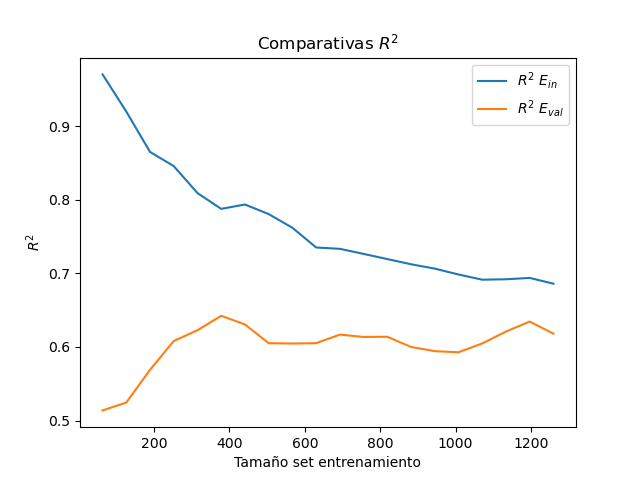 Comparativas R²
R² E_in
R² E_val
0.9
0.8
0.7
0.6
0.5
R²
200 400 600 800 1000 1200
Tamaño set entrenamiento